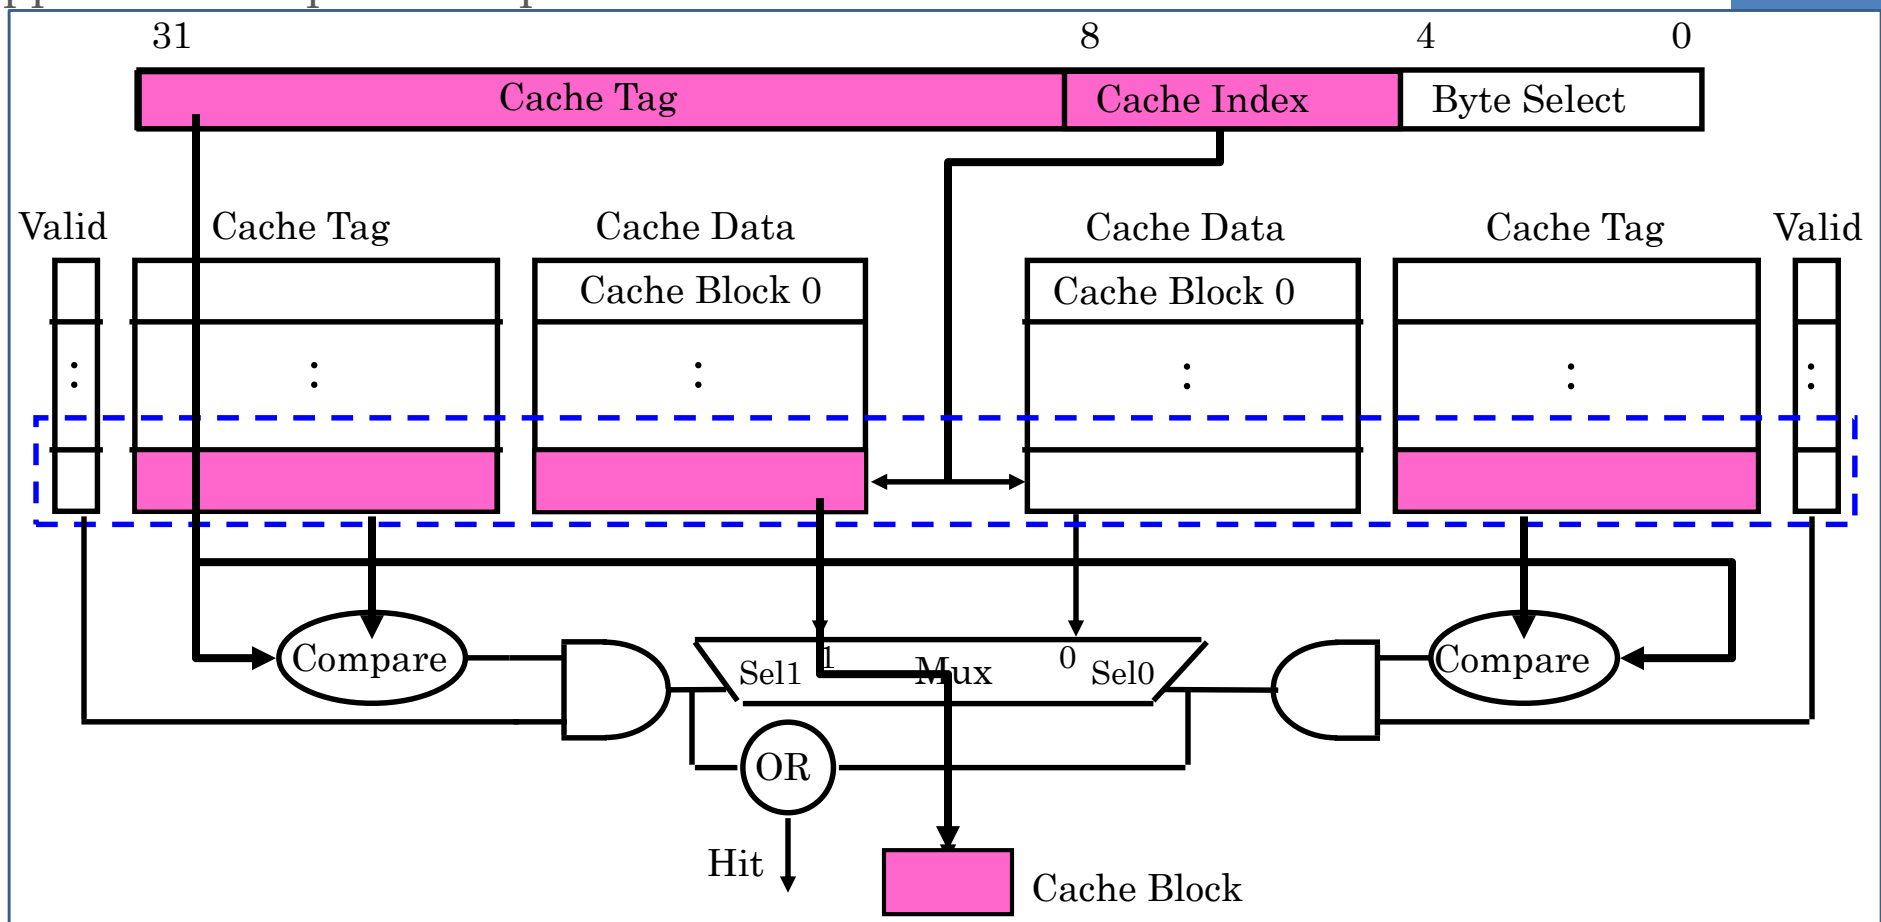 31 8 4 0
Cache Tag Cache Index Byte Select
Valid Cache Tag Cache Data Cache Data Cache Tag Valid
Cache Block 0 Cache Block 0
: : : : : :
Compare Sel1 1 Mux 0 Sel0 Compare
OR
Hit
Cache Block